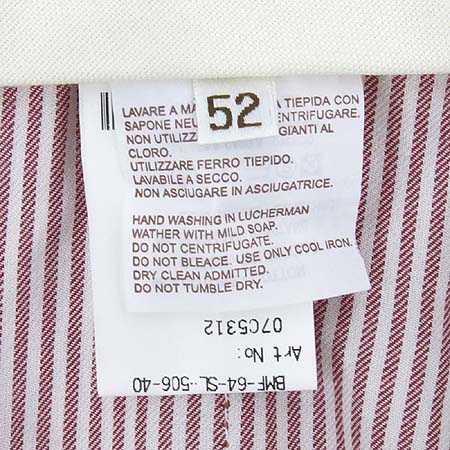 52
LAVARE A MA A TIEPIDA CON
SAPONE NEU ENTRIFUGARE.
NON UTILIZZ GIANTI AL
CLORO.
UTILIZZARE FERRO TIEPIDO.
LAVABILE A SECCO.
NON ASCIUGARE IN ASCIUGATRICE.
HAND WASHING IN LUCHERMAN
WATHER WITH MILD SOAP.
DO NOT CENTRIFUGATE.
DO NOT BLEACE. USE ONLY COOL IRON.
DRY CLEAN ADMITTED.
DO NOT TUMBLE DRY.
BMF-64-SL-506-40
Art No:
07C5312